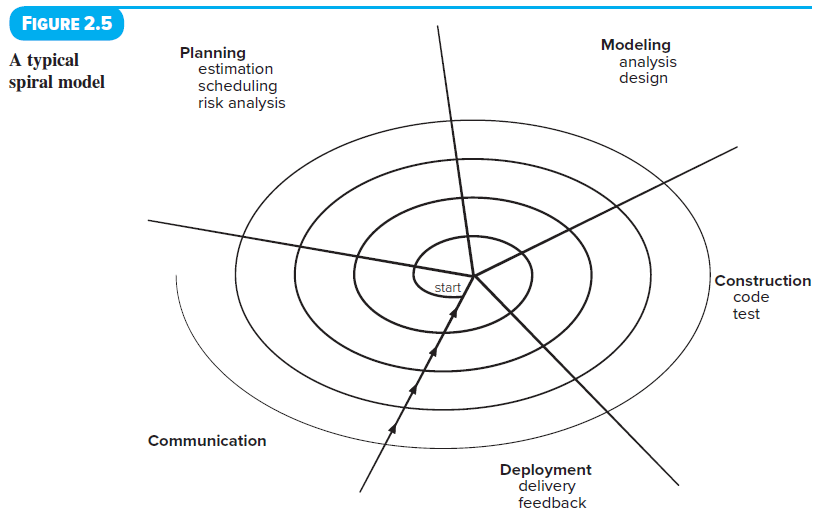 FIGURE 2.5
A typical
spiral model
Planning
estimation
scheduling
risk analysis
Modeling
analysis
design
start
Construction
code
test
Communication
Deployment
delivery
feedback